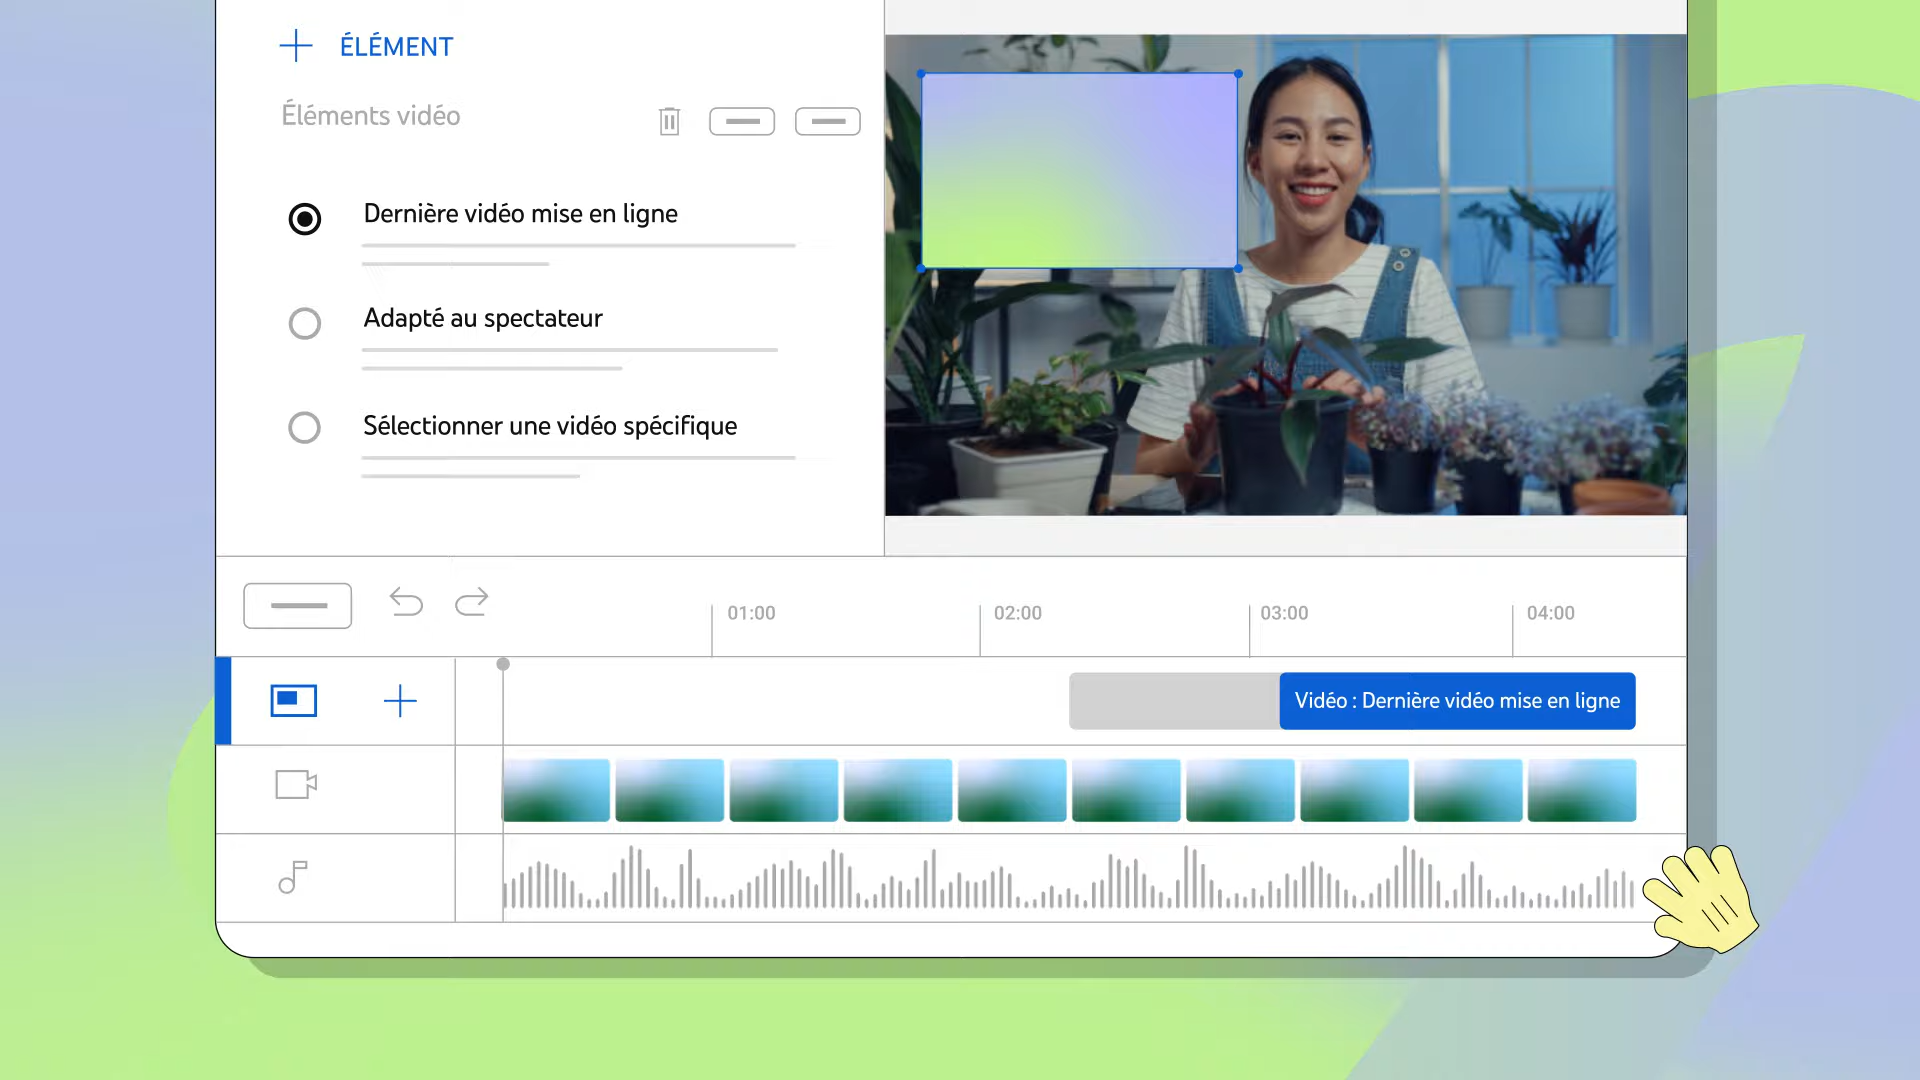 ÉLÉMENT
Éléments vidéo
Dernière vidéo mise en ligne
Adapté au spectateur
Sélectionner une vidéo spécifique
01:00
02:00
03:00
04:00
Vidéo : Dernière vidéo mise en ligne